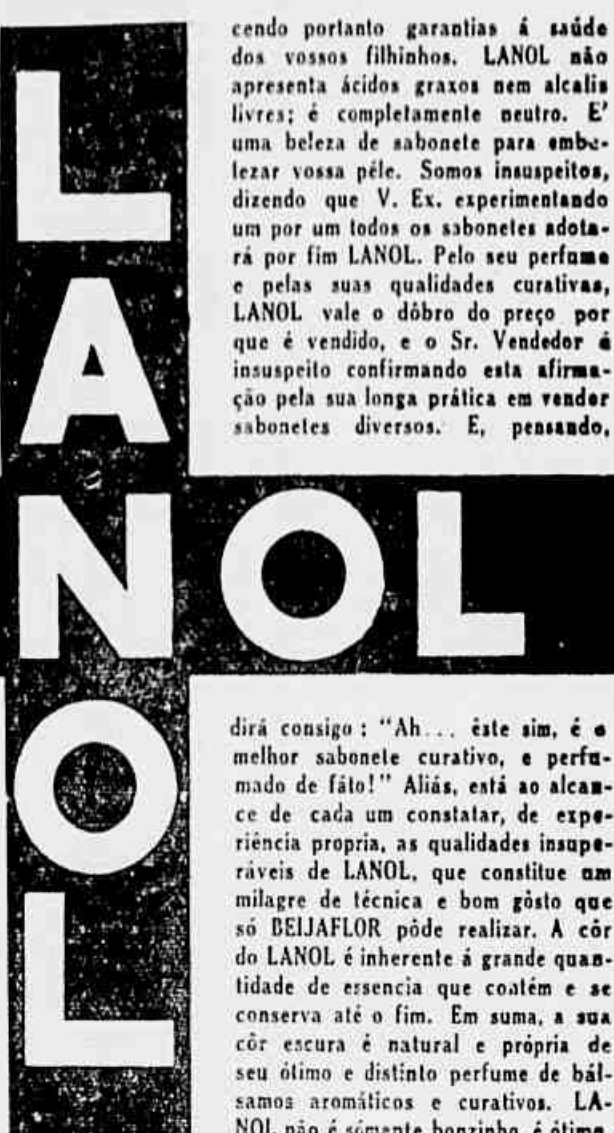 LANOL
cendo portanto garantias á saúde
dos vossos filhinhos. LANOL não
apresenta ácidos graxos nem alcalis
livres; é completamente neutro. E'
uma beleza de sabonete para embe-
lezar vossa péle. Somos insuspeitos,
dizendo que V. Ex. experimentando
um por um todos os sabonetes adota-
rá por fim LANOL. Pelo seu perfume
e pelas suas qualidades curativas,
LANOL vale o dôbro do preço por
que é vendido, e o Sr. Vendedor é
insuspeito confirmando esta afirma-
ção pela sua longa prática em vender
sabonetes diversos. E, pensando,
NOL
dirá consigo: "Ah... êste sim, é o
melhor sabonete curativo, e perfu-
mado de fáto!" Aliás, está ao alcan-
ce de cada um constatar, de expe-
riência propria, as qualidades insupe-
ráveis de LANOL, que constitue um
milagre de técnica e bom gôsto que
só BEIJAFLOR póde realizar. A côr
do LANOL é inherente á grande quan-
tidade de essencia que contém e se
conserva até o fim. Em suma, a sua
côr escura é natural e própria de
seu ótimo e distinto perfume de bál-
samos aromáticos e curativos. LA-
NOL não é sómente bonzinho, é ótimo